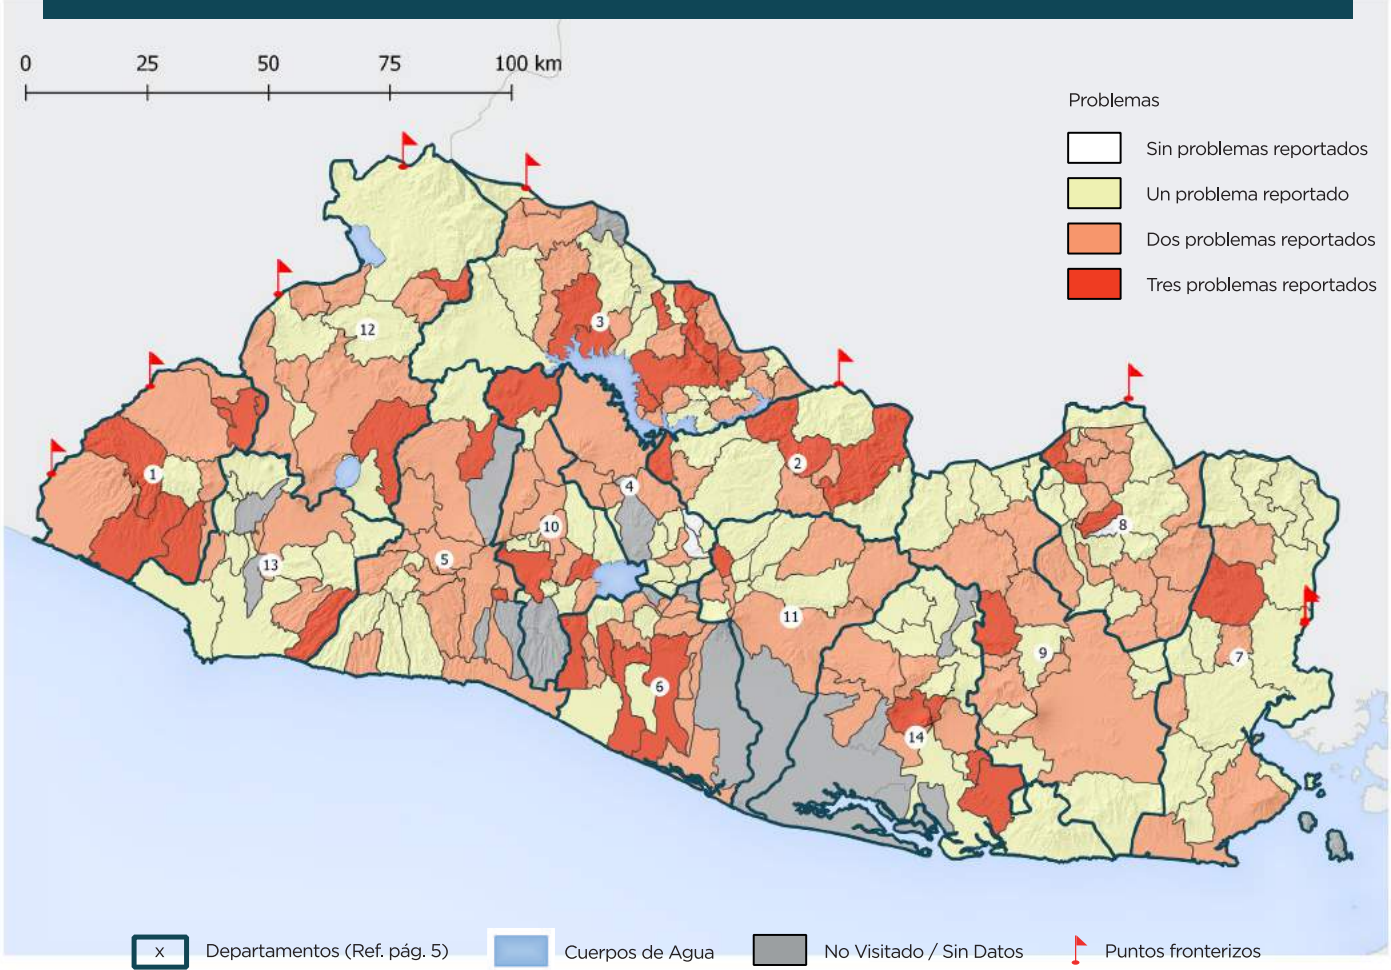 0 25 50 75 100 km
Problemas
Sin problemas reportados
Un problema reportado
Dos problemas reportados
Tres problemas reportados
12
3
1
2
4
8
10
13
5
11
9
7
6
14
x Departamentos (Ref. pág. 5) Cuerpos de Agua No Visitado / Sin Datos Puntos fronterizos